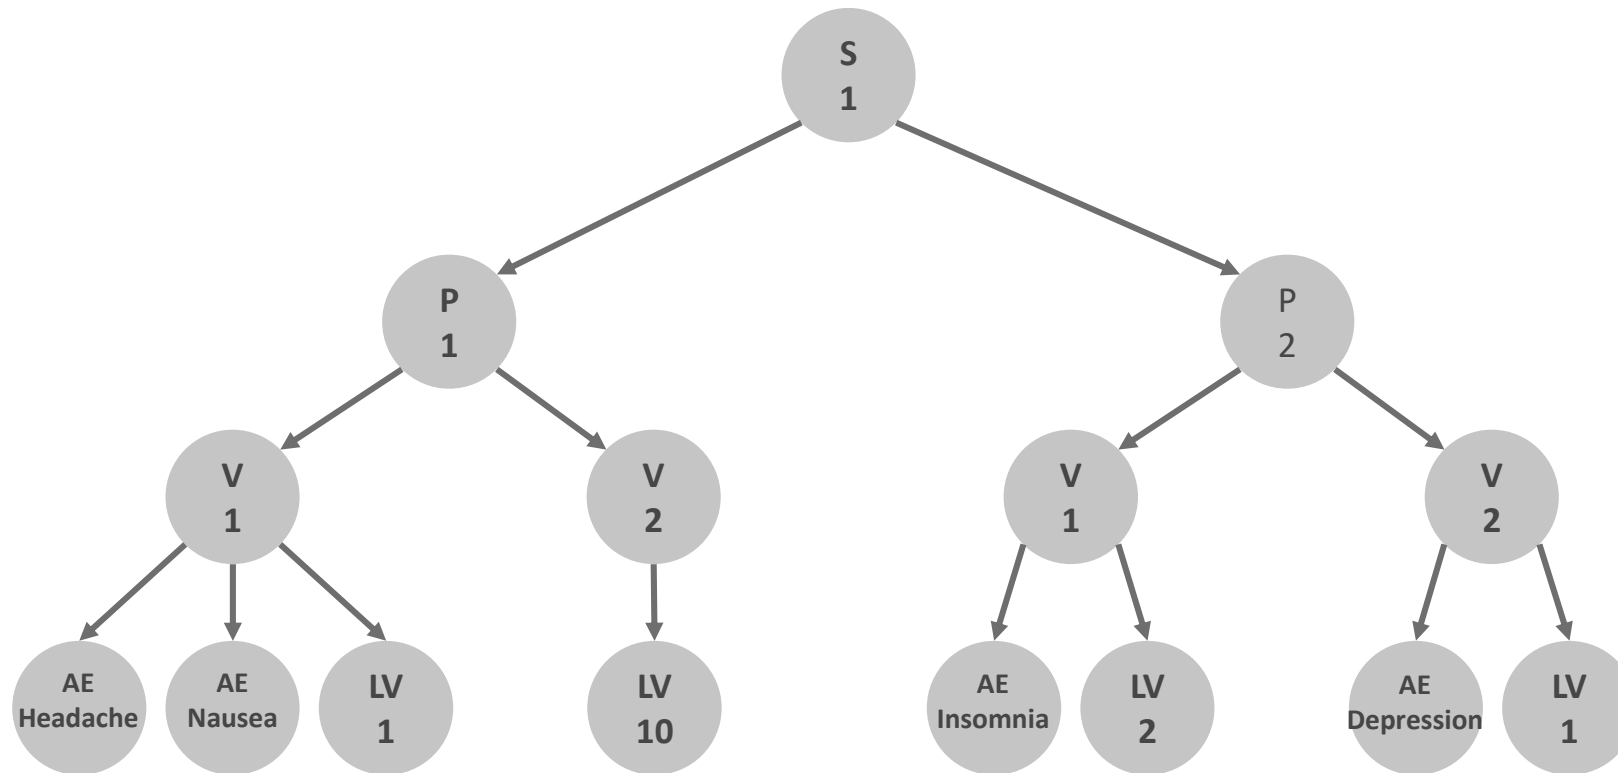 S
1
P
1
P
2
V
1
V
2
V
1
V
2
AE
Headache
AE
Nausea
LV
1
LV
10
AE
Insomnia
LV
2
AE
Depression
LV
1